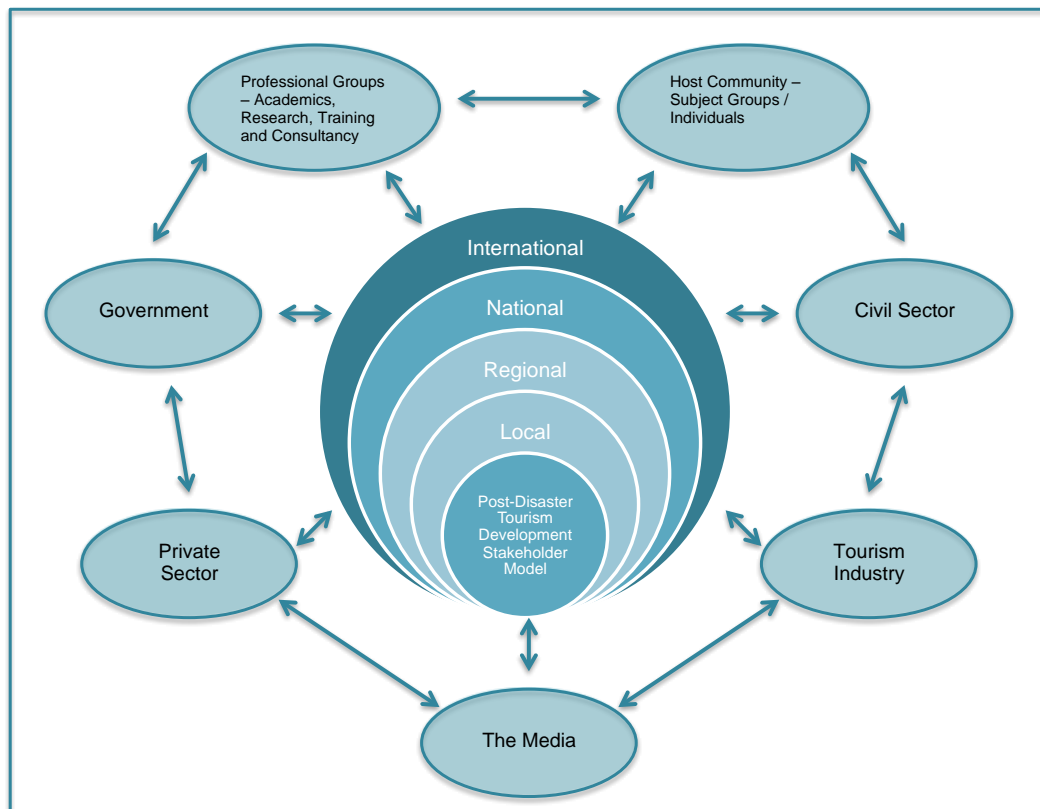 Professional Groups
– Academics,
Research, Training
and Consultancy
Host Community –
Subject Groups /
Individuals
International
Government
National
Civil Sector
Regional
Local
Post-Disaster
Tourism
Development
Stakeholder
Model
Private
Sector
Tourism
Industry
The Media